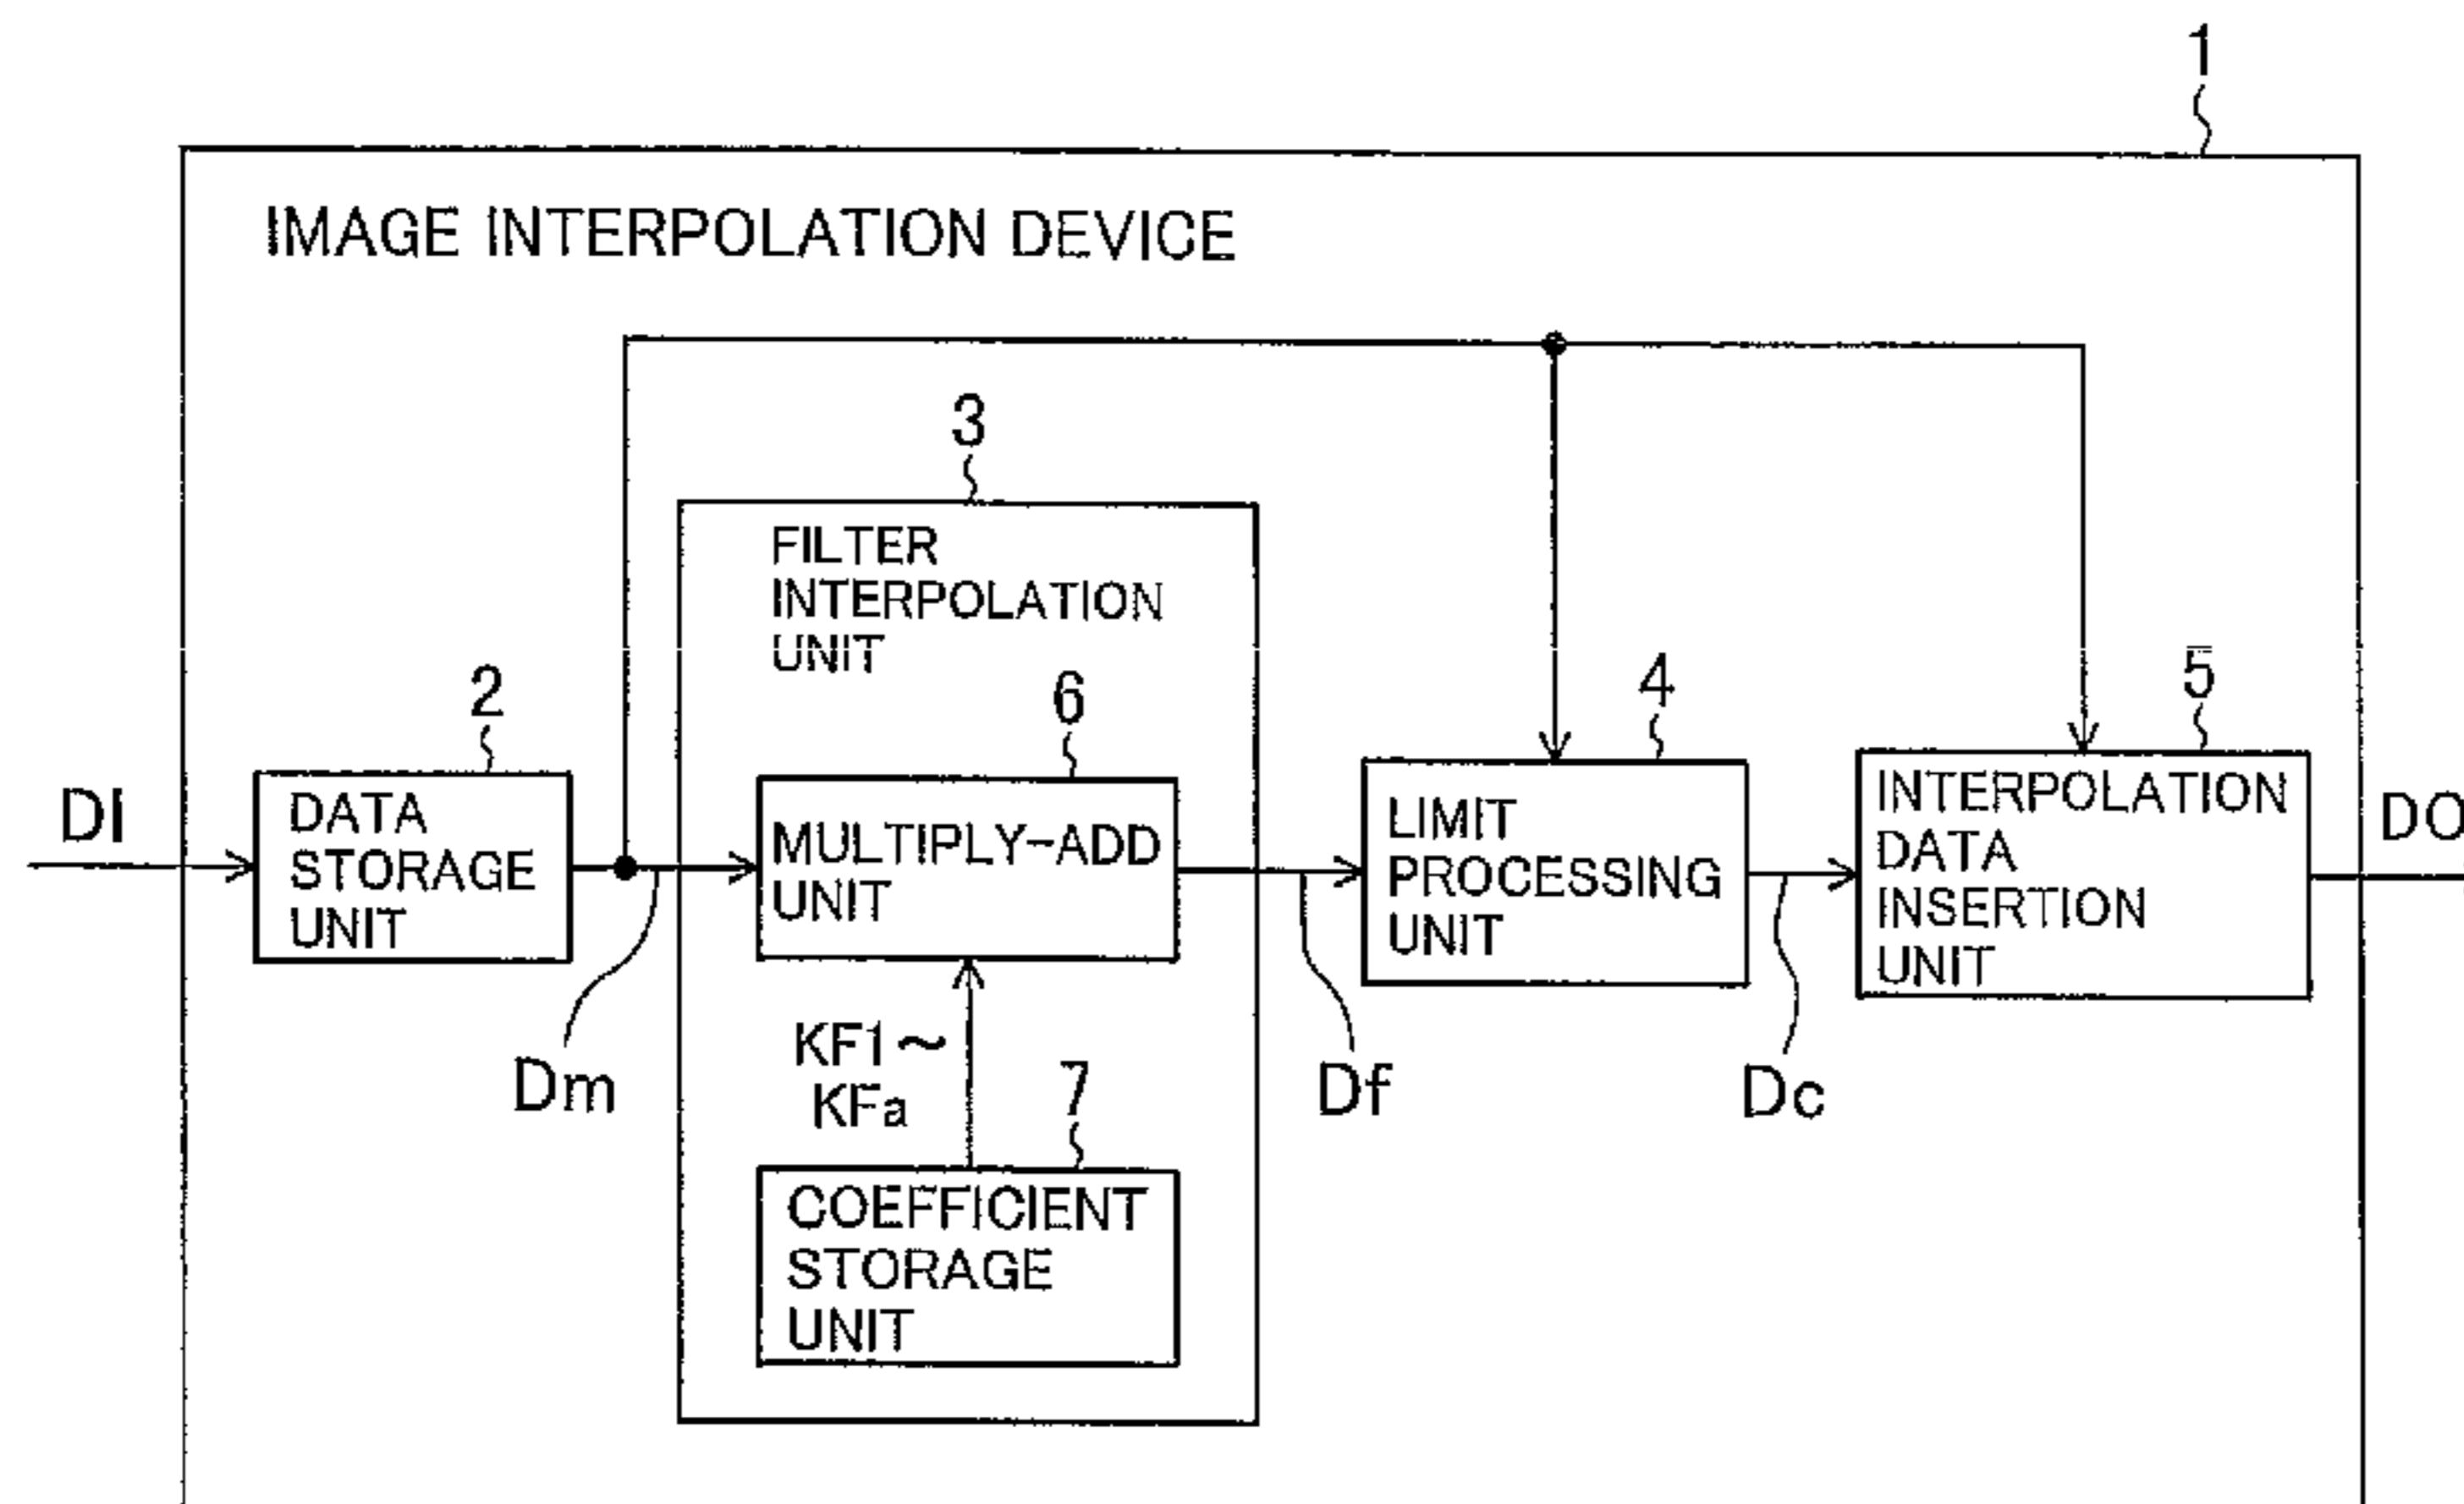 1
IMAGE INTERPOLATION DEVICE
3
FILTER
INTERPOLATION
UNIT
2
6
4
5
DI
DATA
STORAGE
UNIT
MULTIPLY-ADD
UNIT
LIMIT
PROCESSING
UNIT
INTERPOLATION
DATA
INSERTION
UNIT
DO
Dm
KF1~
KFa
7
Df
Dc
COEFFICIENT
STORAGE
UNIT